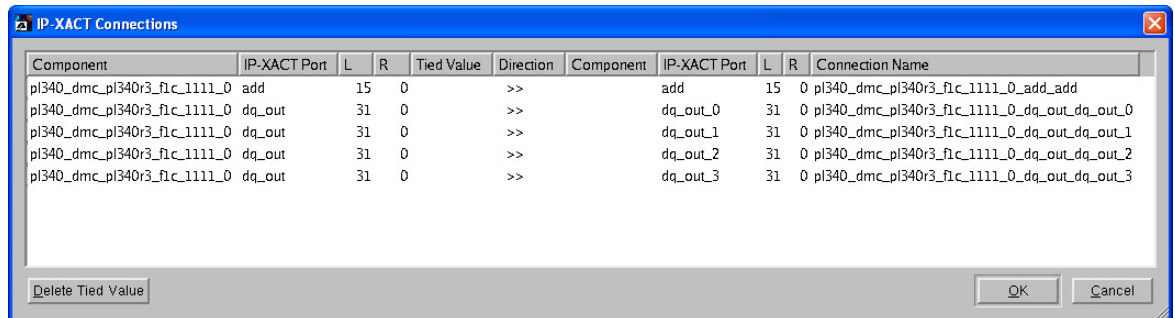 IP-XACT Connections
Component IP-XACT Port L R Tied Value Direction Component IP-XACT Port L R Connection Name
pl340_dmc_pl340r3_f1c_1111_0 add 15 0 >> add 15 0 pl340_dmc_pl340r3_f1c_1111_0_add_add
pl340_dmc_pl340r3_f1c_1111_0 dq_out 31 0 >> dq_out_0 31 0 pl340_dmc_pl340r3_f1c_1111_0_dq_out_dq_out_0
pl340_dmc_pl340r3_f1c_1111_0 dq_out 31 0 >> dq_out_1 31 0 pl340_dmc_pl340r3_f1c_1111_0_dq_out_dq_out_1
pl340_dmc_pl340r3_f1c_1111_0 dq_out 31 0 >> dq_out_2 31 0 pl340_dmc_pl340r3_f1c_1111_0_dq_out_dq_out_2
pl340_dmc_pl340r3_f1c_1111_0 dq_out 31 0 >> dq_out_3 31 0 pl340_dmc_pl340r3_f1c_1111_0_dq_out_dq_out_3
Delete Tied Value OK Cancel